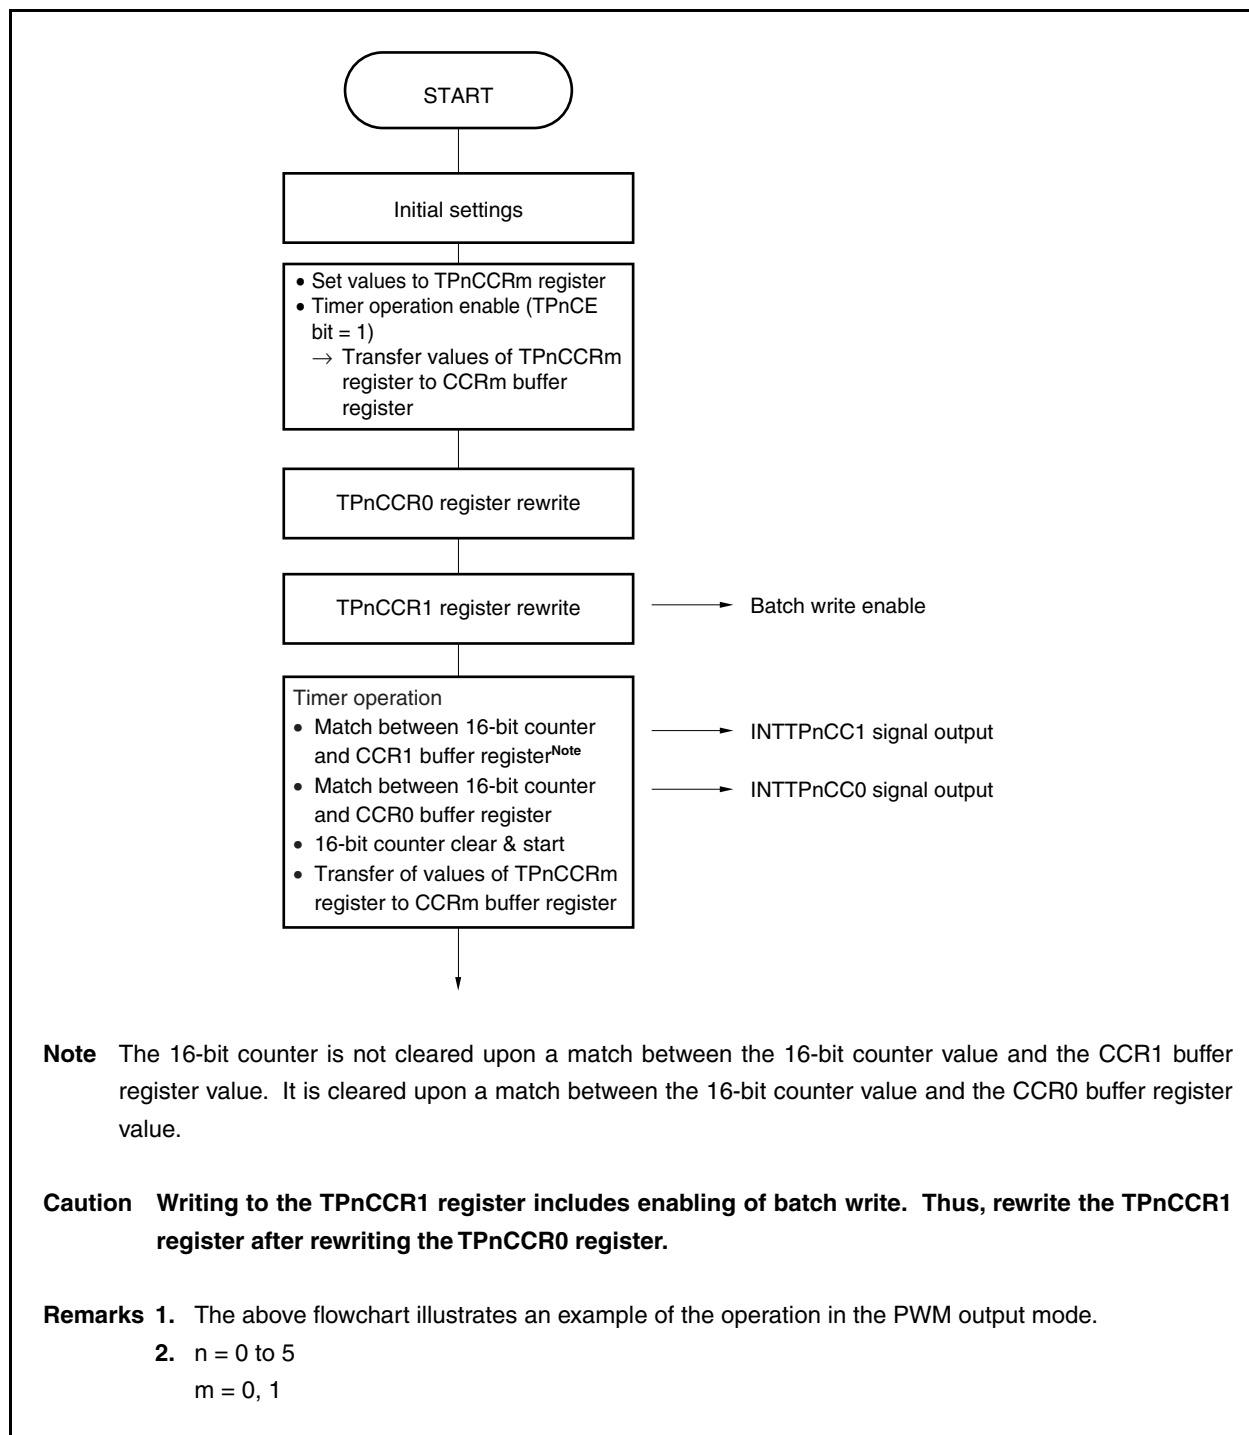 START
Initial settings
• Set values to TPnCCRm register
• Timer operation enable (TPnCE
bit = 1)
→ Transfer values of TPnCCRm
register to CCRm buffer
register
TPnCCR0 register rewrite
TPnCCR1 register rewrite
Batch write enable
Timer operation
• Match between 16-bit counter
and CCR1 buffer registerNote
INTTPnCC1 signal output
• Match between 16-bit counter
and CCR0 buffer register
INTTPnCC0 signal output
• 16-bit counter clear & start
• Transfer of values of TPnCCRm
register to CCRm buffer register
Note The 16-bit counter is not cleared upon a match between the 16-bit counter value and the CCR1 buffer
register value. It is cleared upon a match between the 16-bit counter value and the CCR0 buffer register
value.
Caution Writing to the TPnCCR1 register includes enabling of batch write. Thus, rewrite the TPnCCR1
register after rewriting the TPnCCR0 register.
Remarks 1. The above flowchart illustrates an example of the operation in the PWM output mode.
2. n = 0 to 5
m = 0, 1